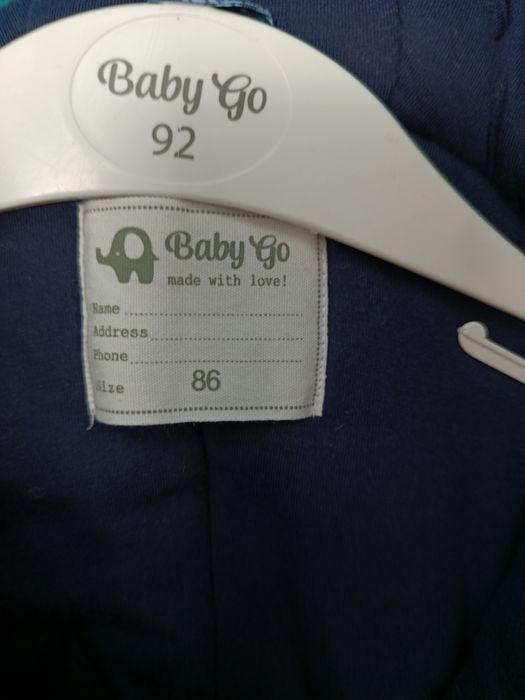 Baby Go
92
Baby Go
made with love!
Name
Address
Phone
Size 86